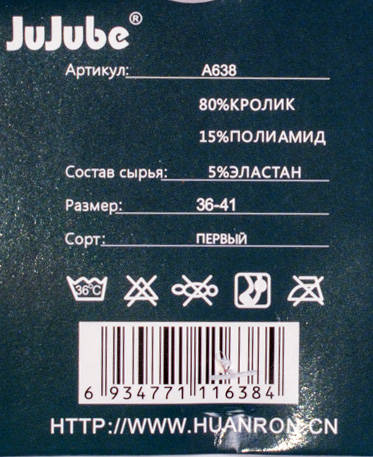 JuJube®
Артикул: A638
80%КРОЛИК
15%ПОЛИАМИД
Состав сырья: 5%ЭЛАСТАН
Размер: 36-41
Сорт: ПЕРВЫЙ
36°C
6 934771 116384
HTTP://WWW.HUANRON.CN